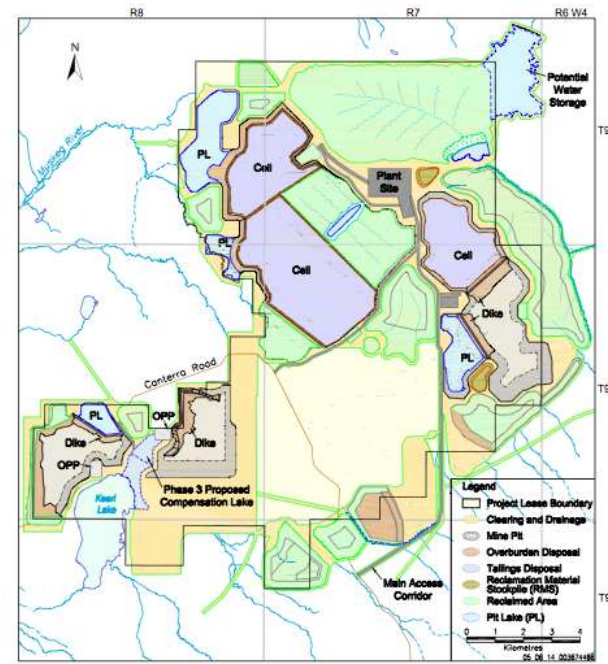 R8
R7
R6 W4
N
Potential
Water
Storage
T9
Muskeg River
PL
Cell
Plant
Site
PL
Cell
Cell
Dike
PL
T9
Canterra Road
PL
OPP
Dike
OPP
Dike
Phase 3 Proposed
Compensation Lake
Kearl
Lake
Main Access
Corridor
T9
Legend
Project Lease Boundary
Clearing and Drainage
Mine Pit
Overburden Disposal
Tailings Disposal
Reclamation Material
Stockpile (RMS)
Reclaimed Area
Pit Lake (PL)
0 1 2 3 4
Kilometres